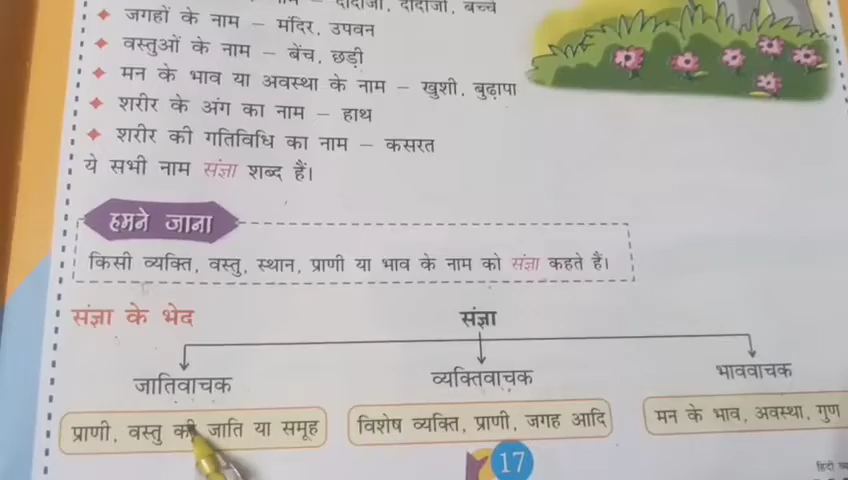 नाम – दादाजी, दादीजी, बच्चे
जगहों के नाम – मंदिर, उपवन
वस्तुओं के नाम – बेंच, छड़ी
मन के भाव या अवस्था के नाम – खुशी, बुढ़ापा
शरीर के अंग का नाम – हाथ
शरीर की गतिविधि का नाम – कसरत
ये सभी नाम संज्ञा शब्द हैं।
हमने जाना
किसी व्यक्ति, वस्तु, स्थान, प्राणी या भाव के नाम को संज्ञा कहते हैं।
संज्ञा के भेद
संज्ञा
जातिवाचक
व्यक्तिवाचक
भाववाचक
प्राणी, वस्तु की जाति या समूह
विशेष व्यक्ति, प्राणी, जगह आदि
मन के भाव, अवस्था, गुण
17
हिंदी